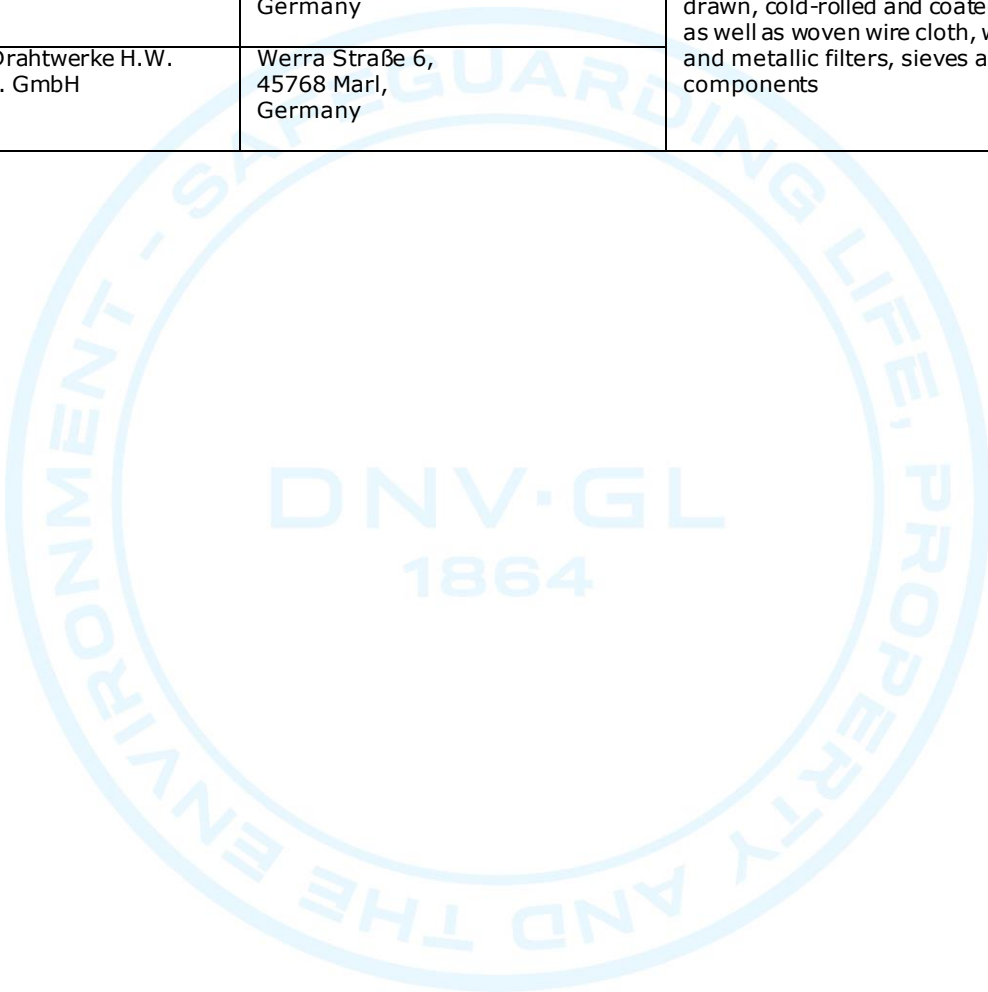 Germany
drawn, cold-rolled and coate
as well as woven wire cloth, w
Drahtwerke H.W.
. GmbH
Werra Straße 6,
45768 Marl,
Germany
and metallic filters, sieves a
components
SAFEGUARDING LIFE, PROPERTY AND THE ENVIRONMENT -
DNV·GL
1864